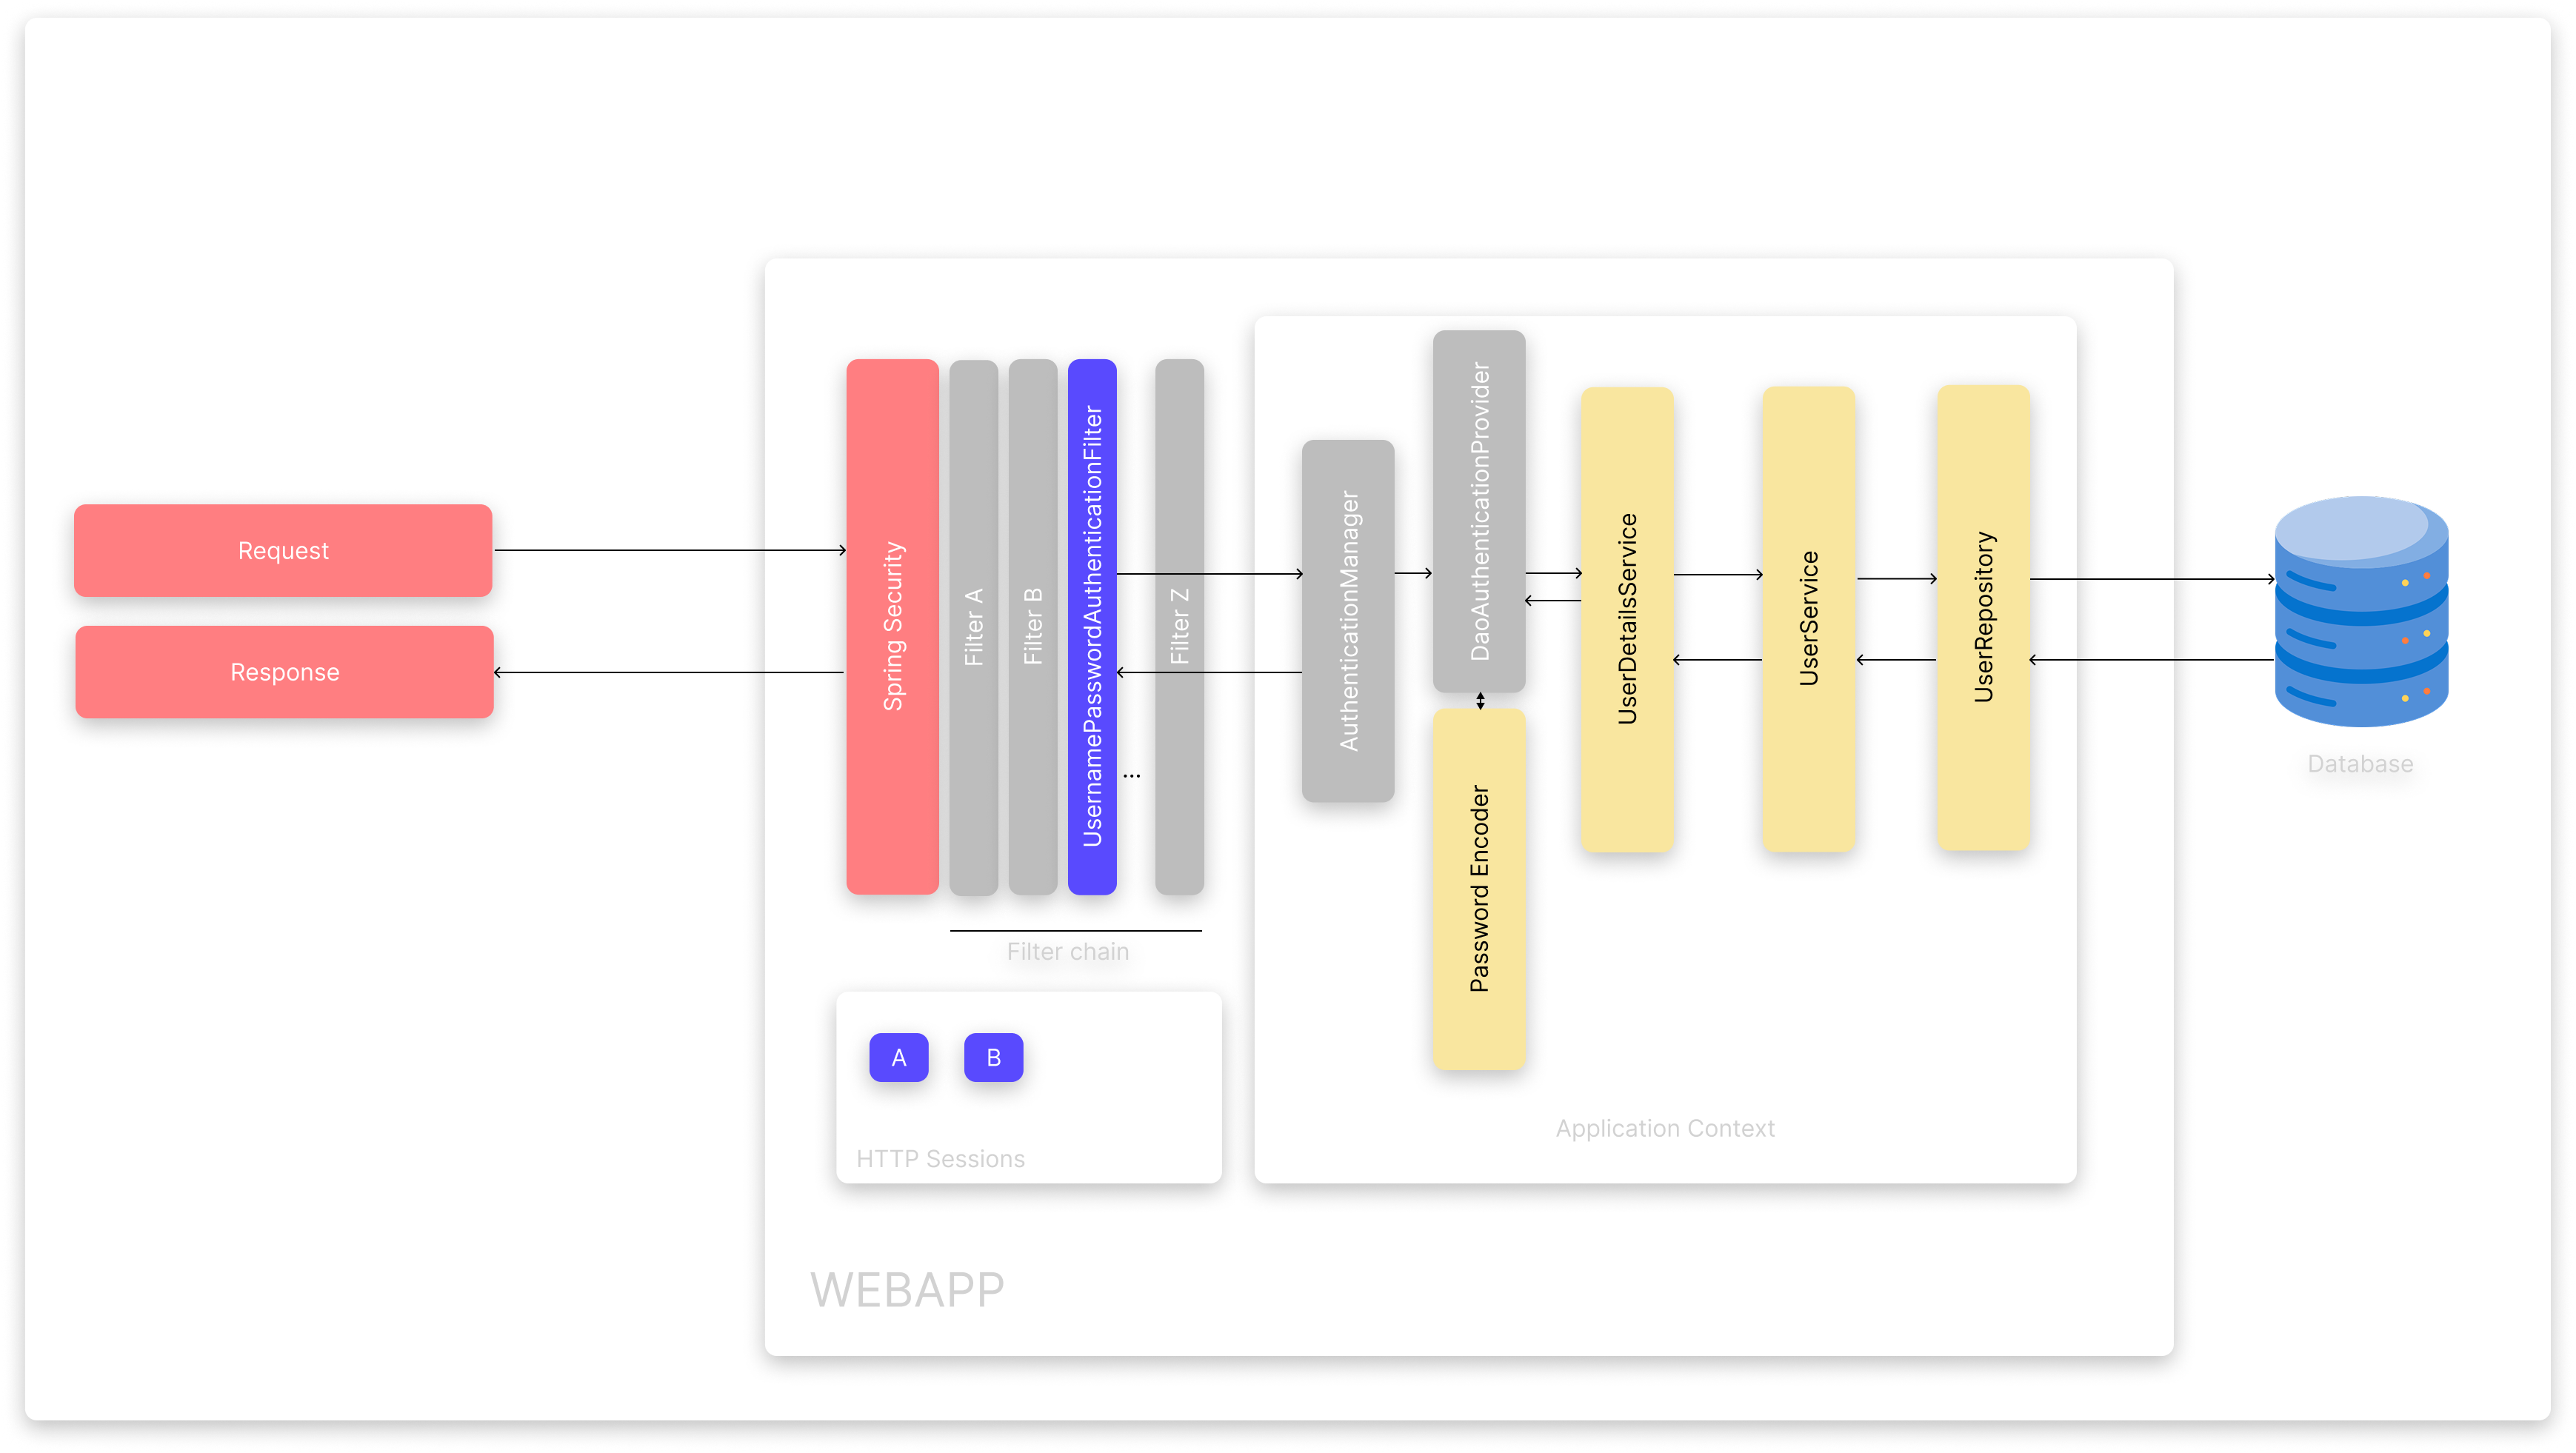 Request
Response
Spring Security
Filter A
Filter B
UsernamePasswordAuthenticationFilter
...
Filter Z
Filter chain
A
B
HTTP Sessions
AuthenticationManager
DaoAuthenticationProvider
Password Encoder
UserDetailsService
UserService
UserRepository
Application Context
WEBAPP
Database